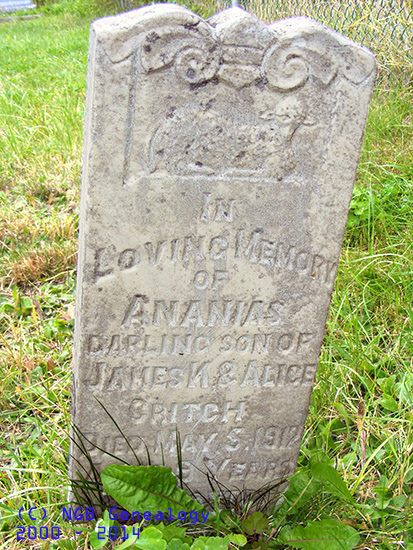 IN
LOVING MEMORY
OF
ANANIAS
DARLING SON OF
JAMES N. & ALICE
CRITCH
DIED MAY 5, 1912
YEARS
(C) NGB Genealogy
2000 - 2014